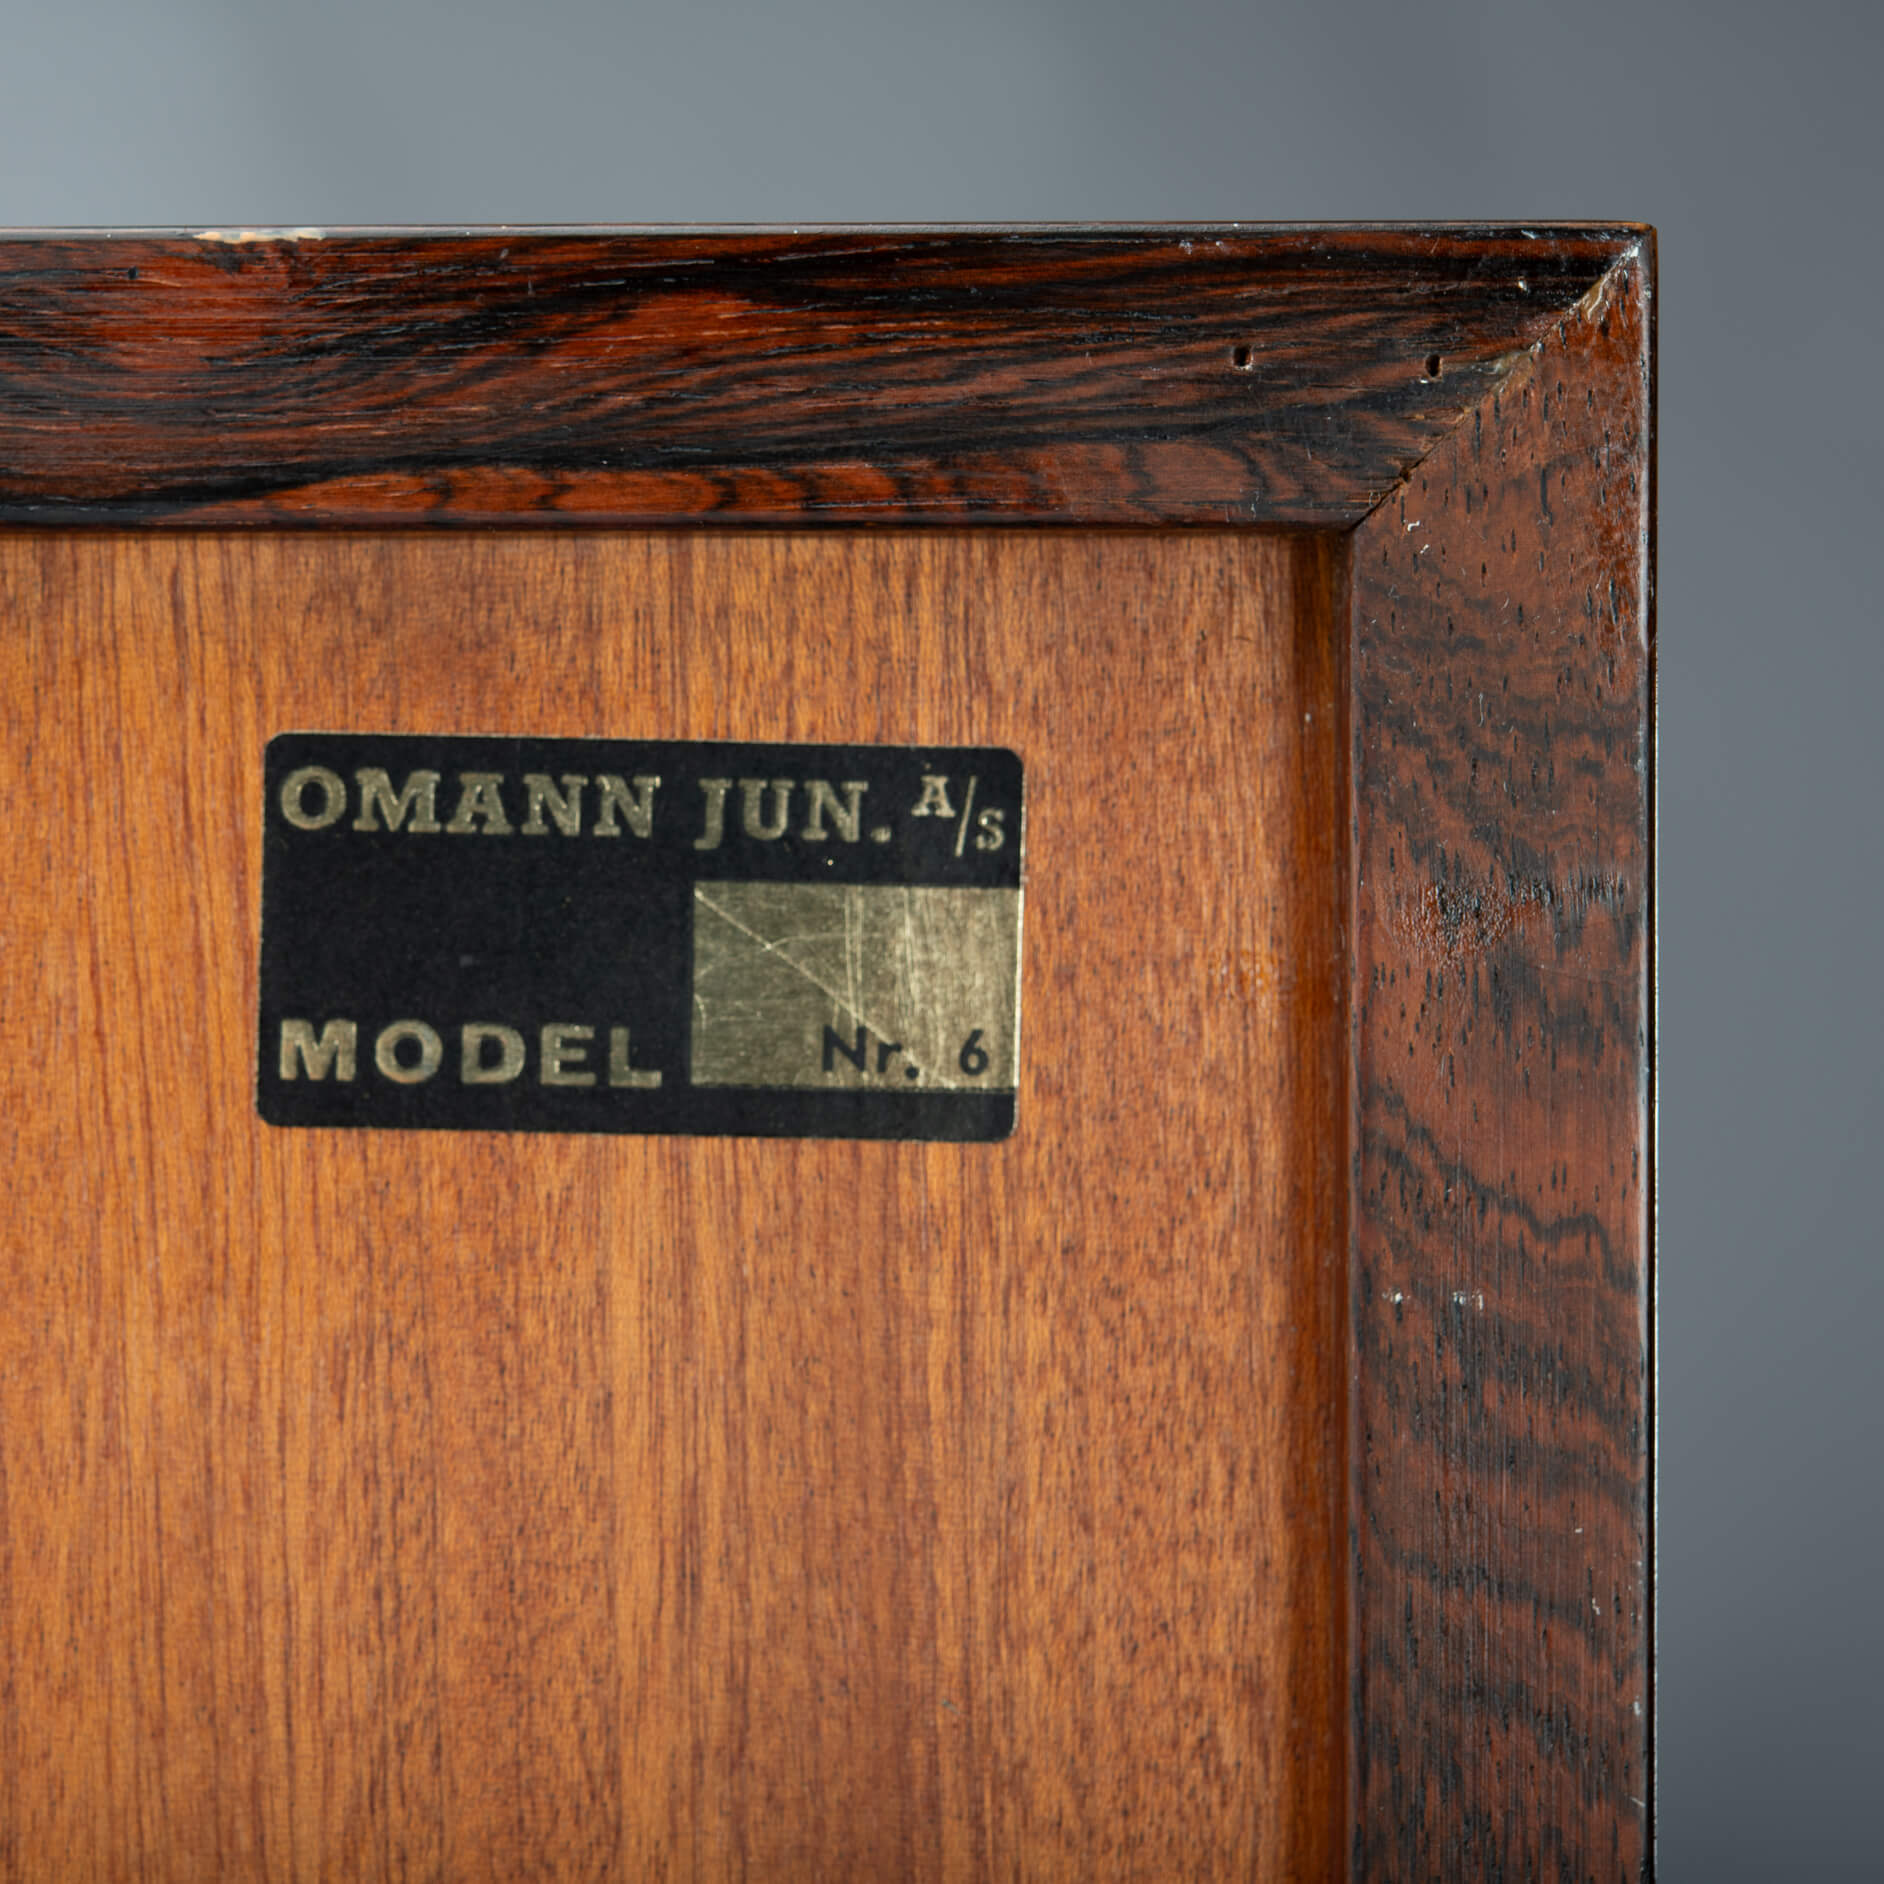 OMANN JUN. A/S
MODEL Nr. 6